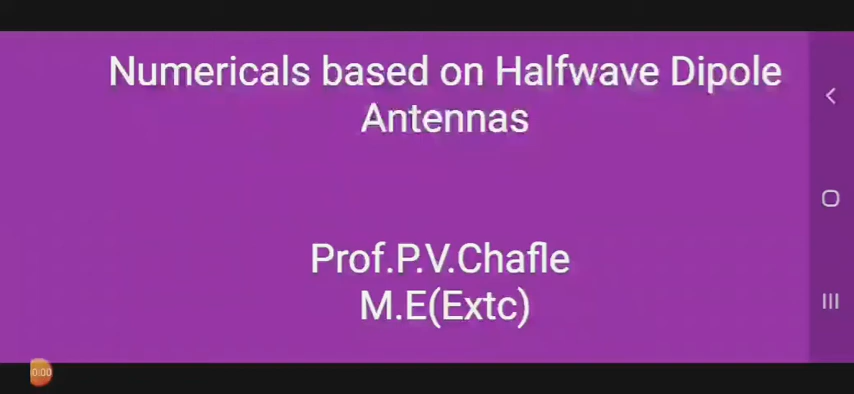 Numericals based on Halfwave Dipole
Antennas
Prof.P.V.Chafle
M.E(Extc)
0:00